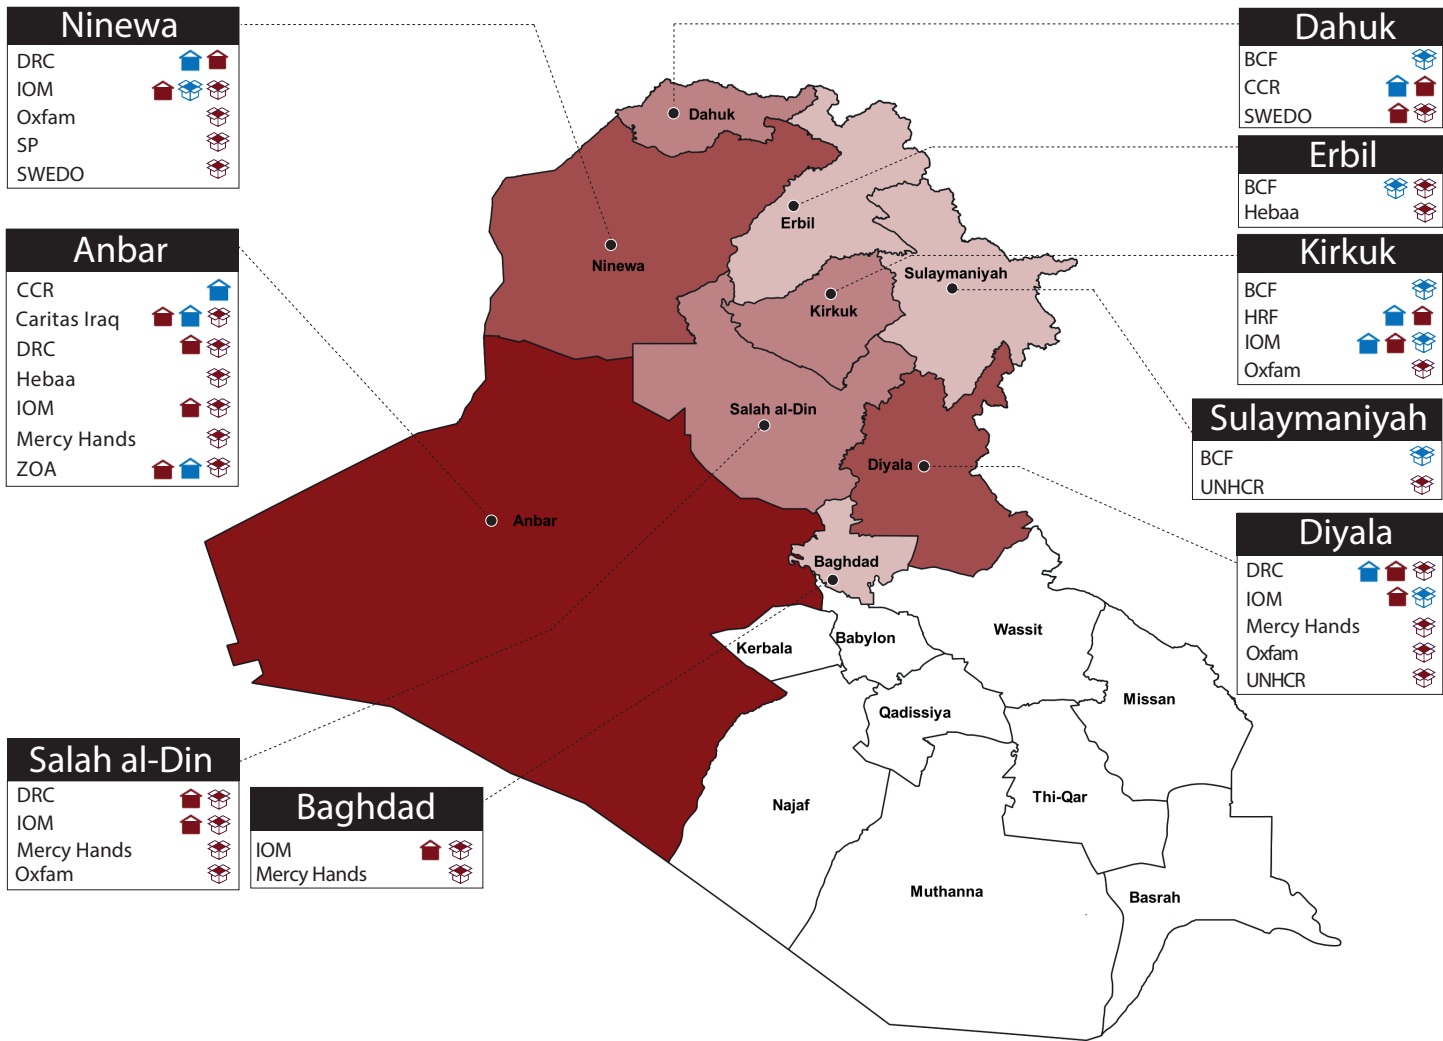 Ninewa
DRC
IOM
Oxfam
SP
SWEDO
Anbar
CCR
Caritas Iraq
DRC
Hebaa
IOM
Mercy Hands
ZOA
Salah al-Din
DRC
IOM
Mercy Hands
Oxfam
Baghdad
IOM
Mercy Hands
Dahuk
BCF
CCR
SWEDO
Erbil
BCF
Hebaa
Kirkuk
BCF
HRF
IOM
Oxfam
Sulaymaniyah
BCF
UNHCR
Diyala
DRC
IOM
Mercy Hands
Oxfam
UNHCR
Dahuk
Erbil
Ninewa
Sulaymaniyah
Kirkuk
Salah al-Din
Diyala
Anbar
Baghdad
Wassit
Babylon
Kerbala
Missan
Qadissiya
Thi-Qar
Najaf
Muthanna
Basrah